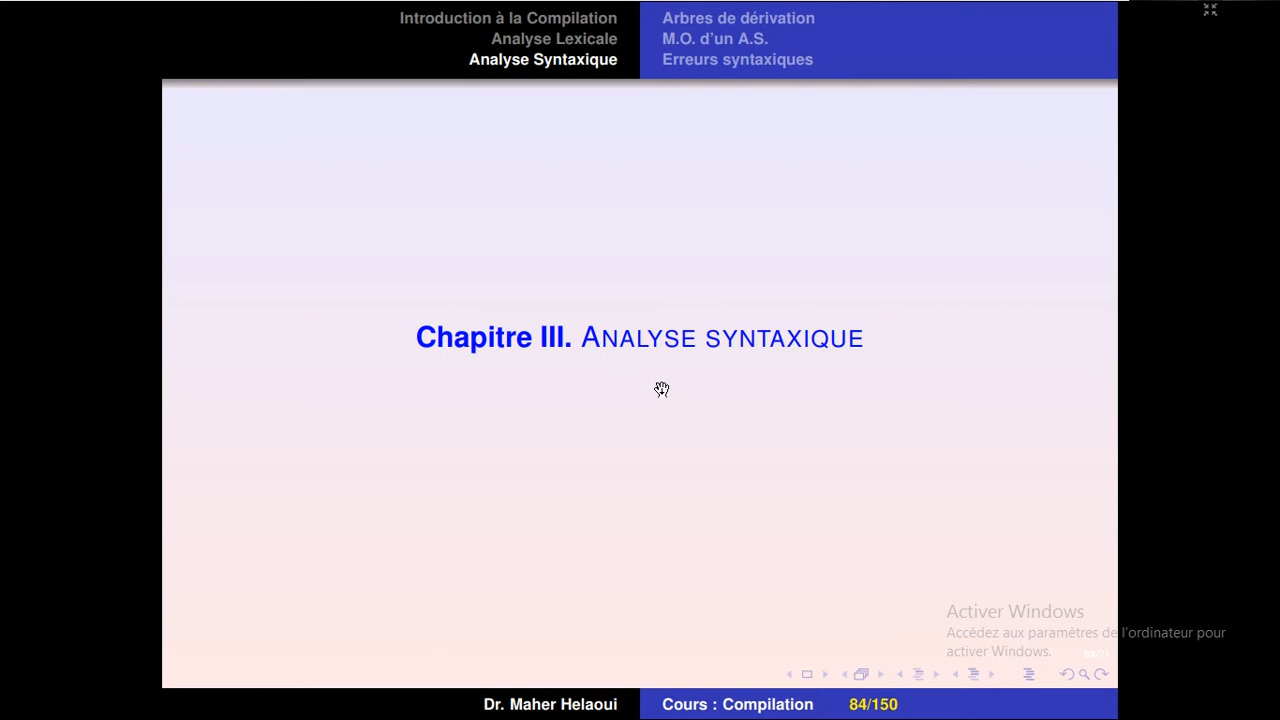 Introduction à la Compilation
Analyse Lexicale
Analyse Syntaxique
Arbres de dérivation
M.O. d'un A.S.
Erreurs syntaxiques
Chapitre III. ANALYSE SYNTAXIQUE
Activer Windows
Accédez aux paramètres de l'ordinateur pour
activer Windows.
Dr. Maher Helaoui
Cours : Compilation
84/150